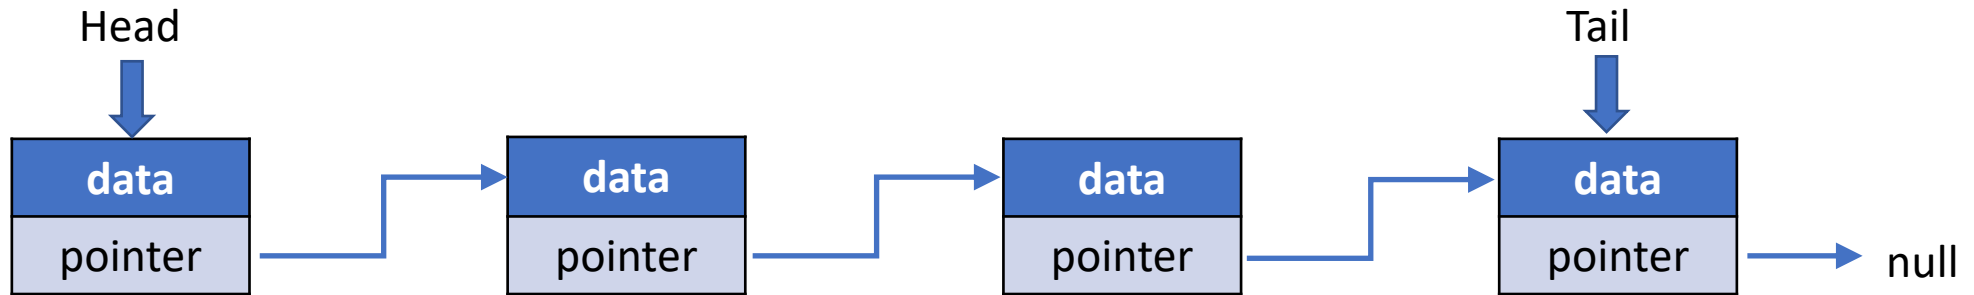 Head
Tail
data
data
data
data
pointer
pointer
pointer
pointer
null